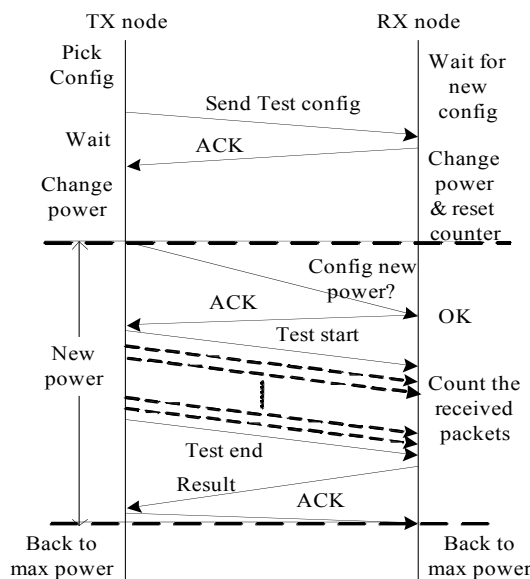 TX node
RX node
Pick
Config
Wait for
new
config
Send Test config
Wait
ACK
Change
power
Change
power
& reset
counter
Config new
power?
ACK
OK
Test start
New
power
Count the
received
packets
Test end
Result
ACK
Back to
max power
Back to
max power